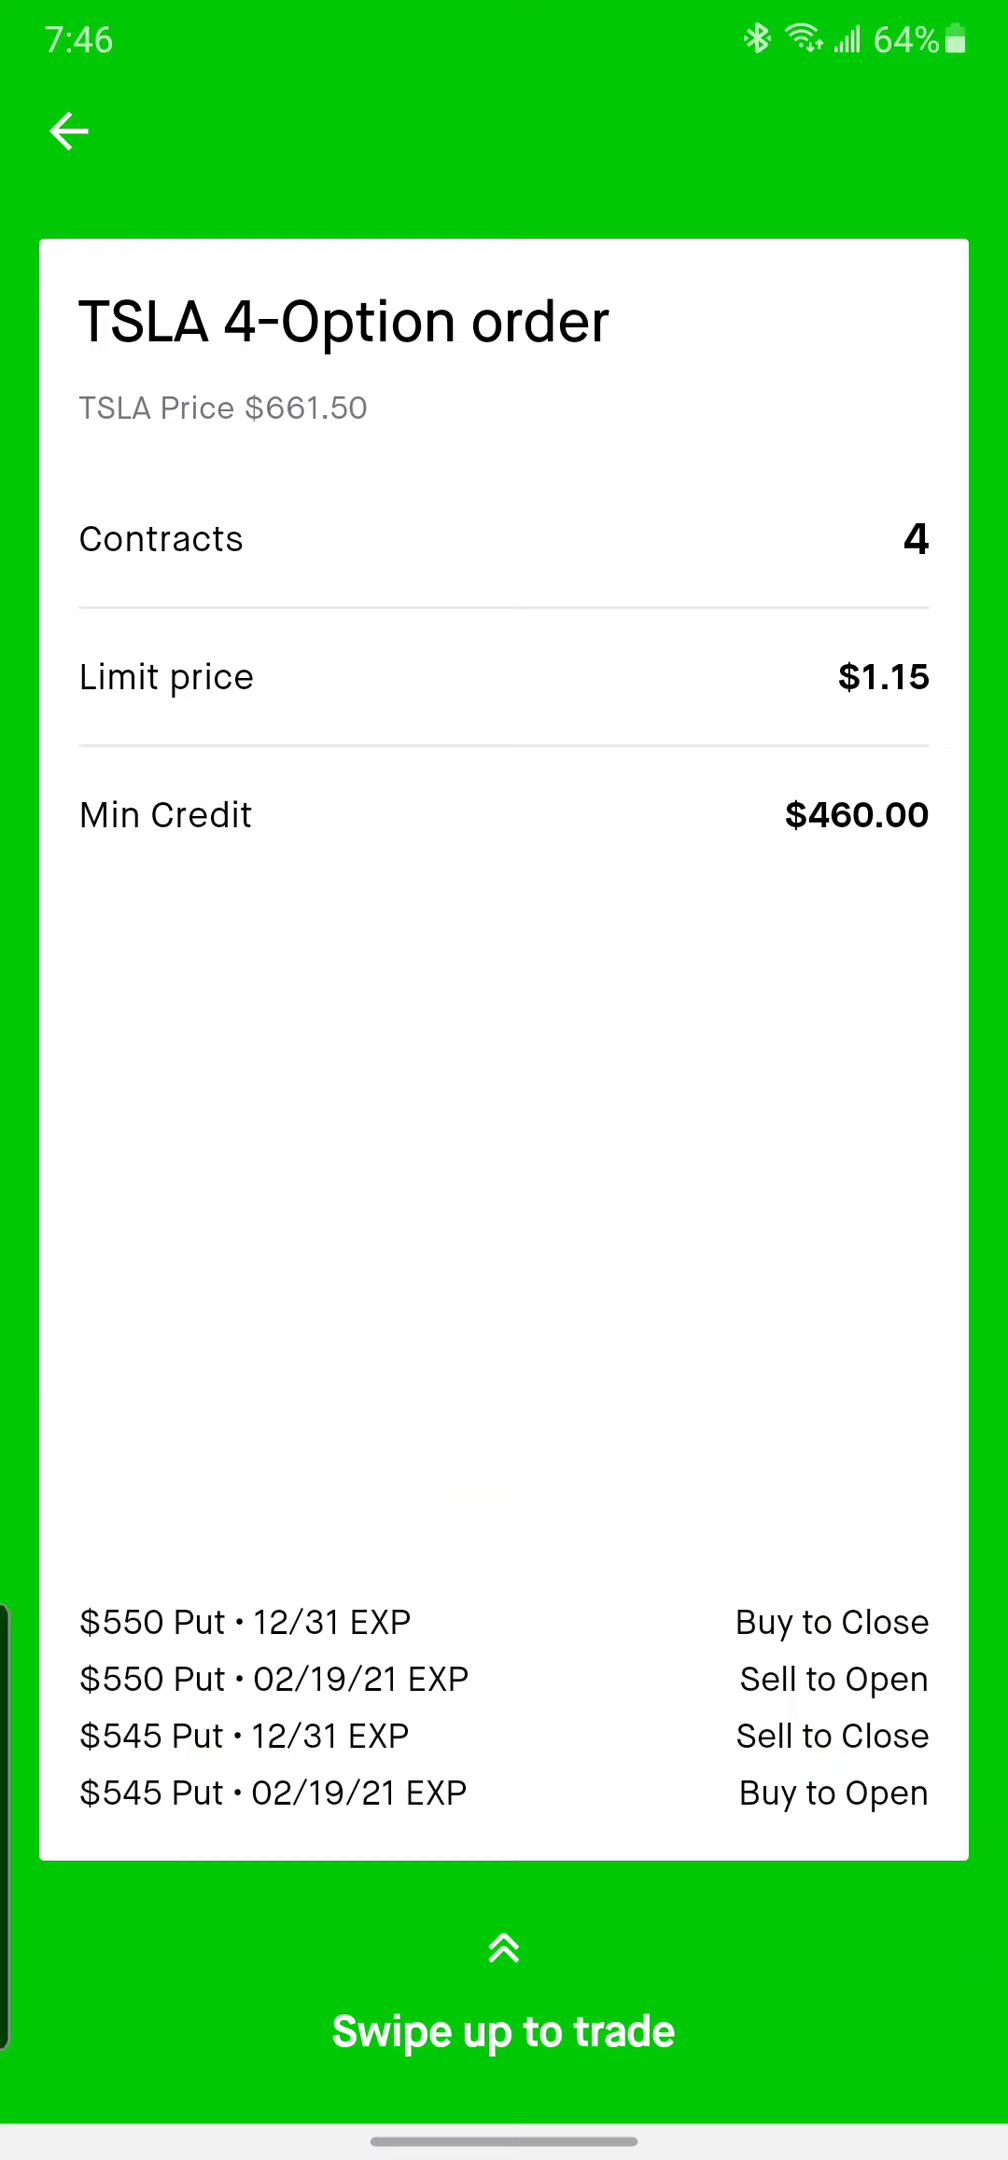 7:46 64%
TSLA 4-Option order
TSLA Price $661.50
Contracts 4
Limit price $1.15
Min Credit $460.00
$550 Put • 12/31 EXP Buy to Close
$550 Put • 02/19/21 EXP Sell to Open
$545 Put • 12/31 EXP Sell to Close
$545 Put • 02/19/21 EXP Buy to Open
Swipe up to trade